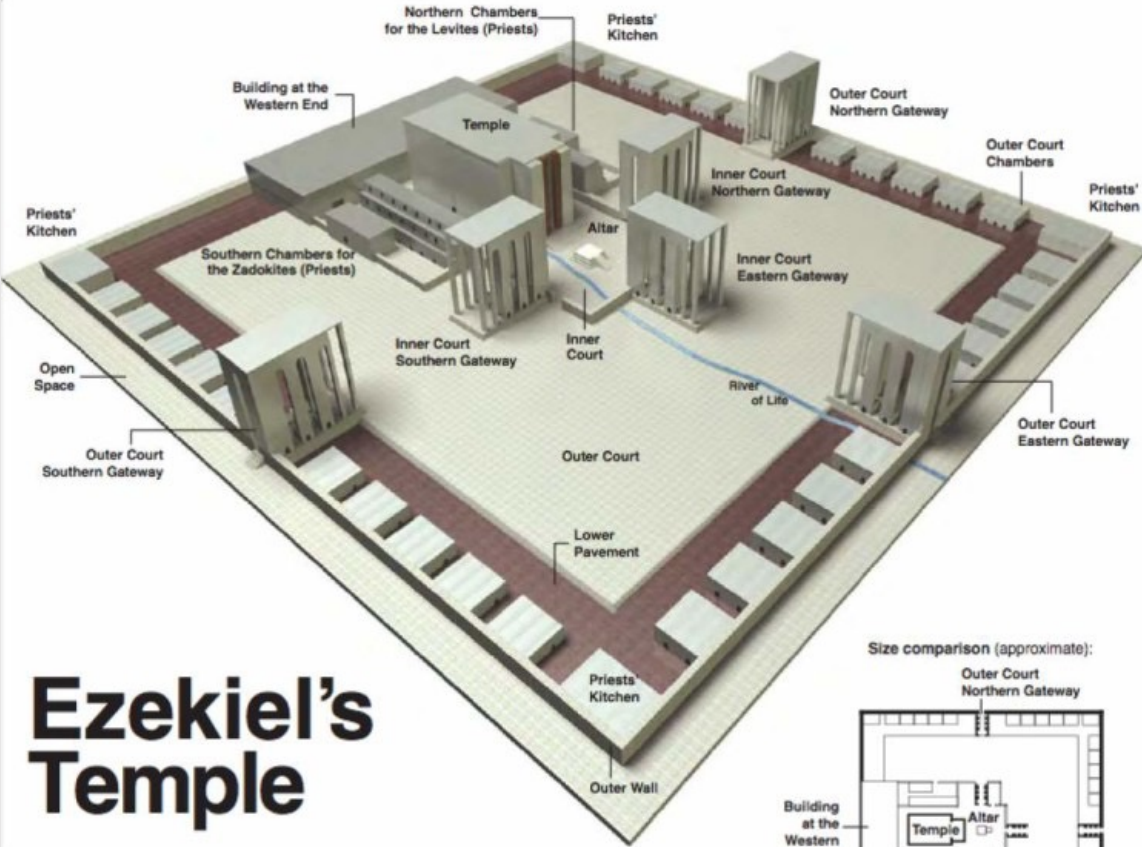 Northern Chambers
for the Levites (Priests)
Priests'
Kitchen
Building at the
Western End
Temple
Outer Court
Northern Gateway
Outer Court
Chambers
Inner Court
Northern Gateway
Priests'
Kitchen
Priests'
Kitchen
Altar
Southern Chambers for
the Zadokites (Priests)
Inner Court
Eastern Gateway
Inner Court
Southern Gateway
Inner
Court
Open
Space
River
of Life
Outer Court
Eastern Gateway
Outer Court
Southern Gateway
Outer Court
Lower
Pavement
Priests'
Kitchen
Outer Wall
Ezekiel's
Temple
Size comparison (approximate):
Outer Court
Northern Gateway
Building
at the
Western
Temple
Altar